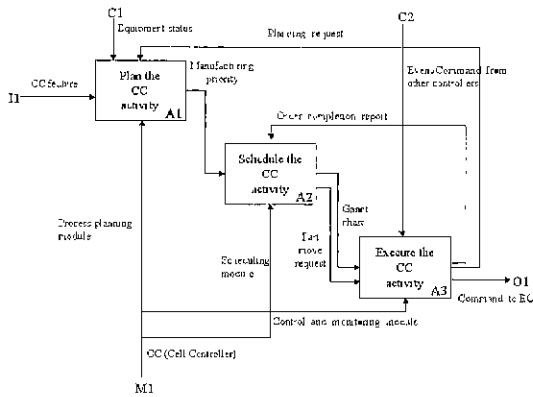 C1
C2
Equipment status
Planning request
Plan the
CC
activity
A1
Manufacturing
priority
I1
CC feature
Event/Command from
other controllers
Order completion report
Schedule the
CC
activity
A2
Process planning
module
Scheduling
module
Part
move
request
Gannt
chart
Execute the
CC
activity
A3
O1
Command to EC
Control and monitoring module
CC (Cell Controller)
M1